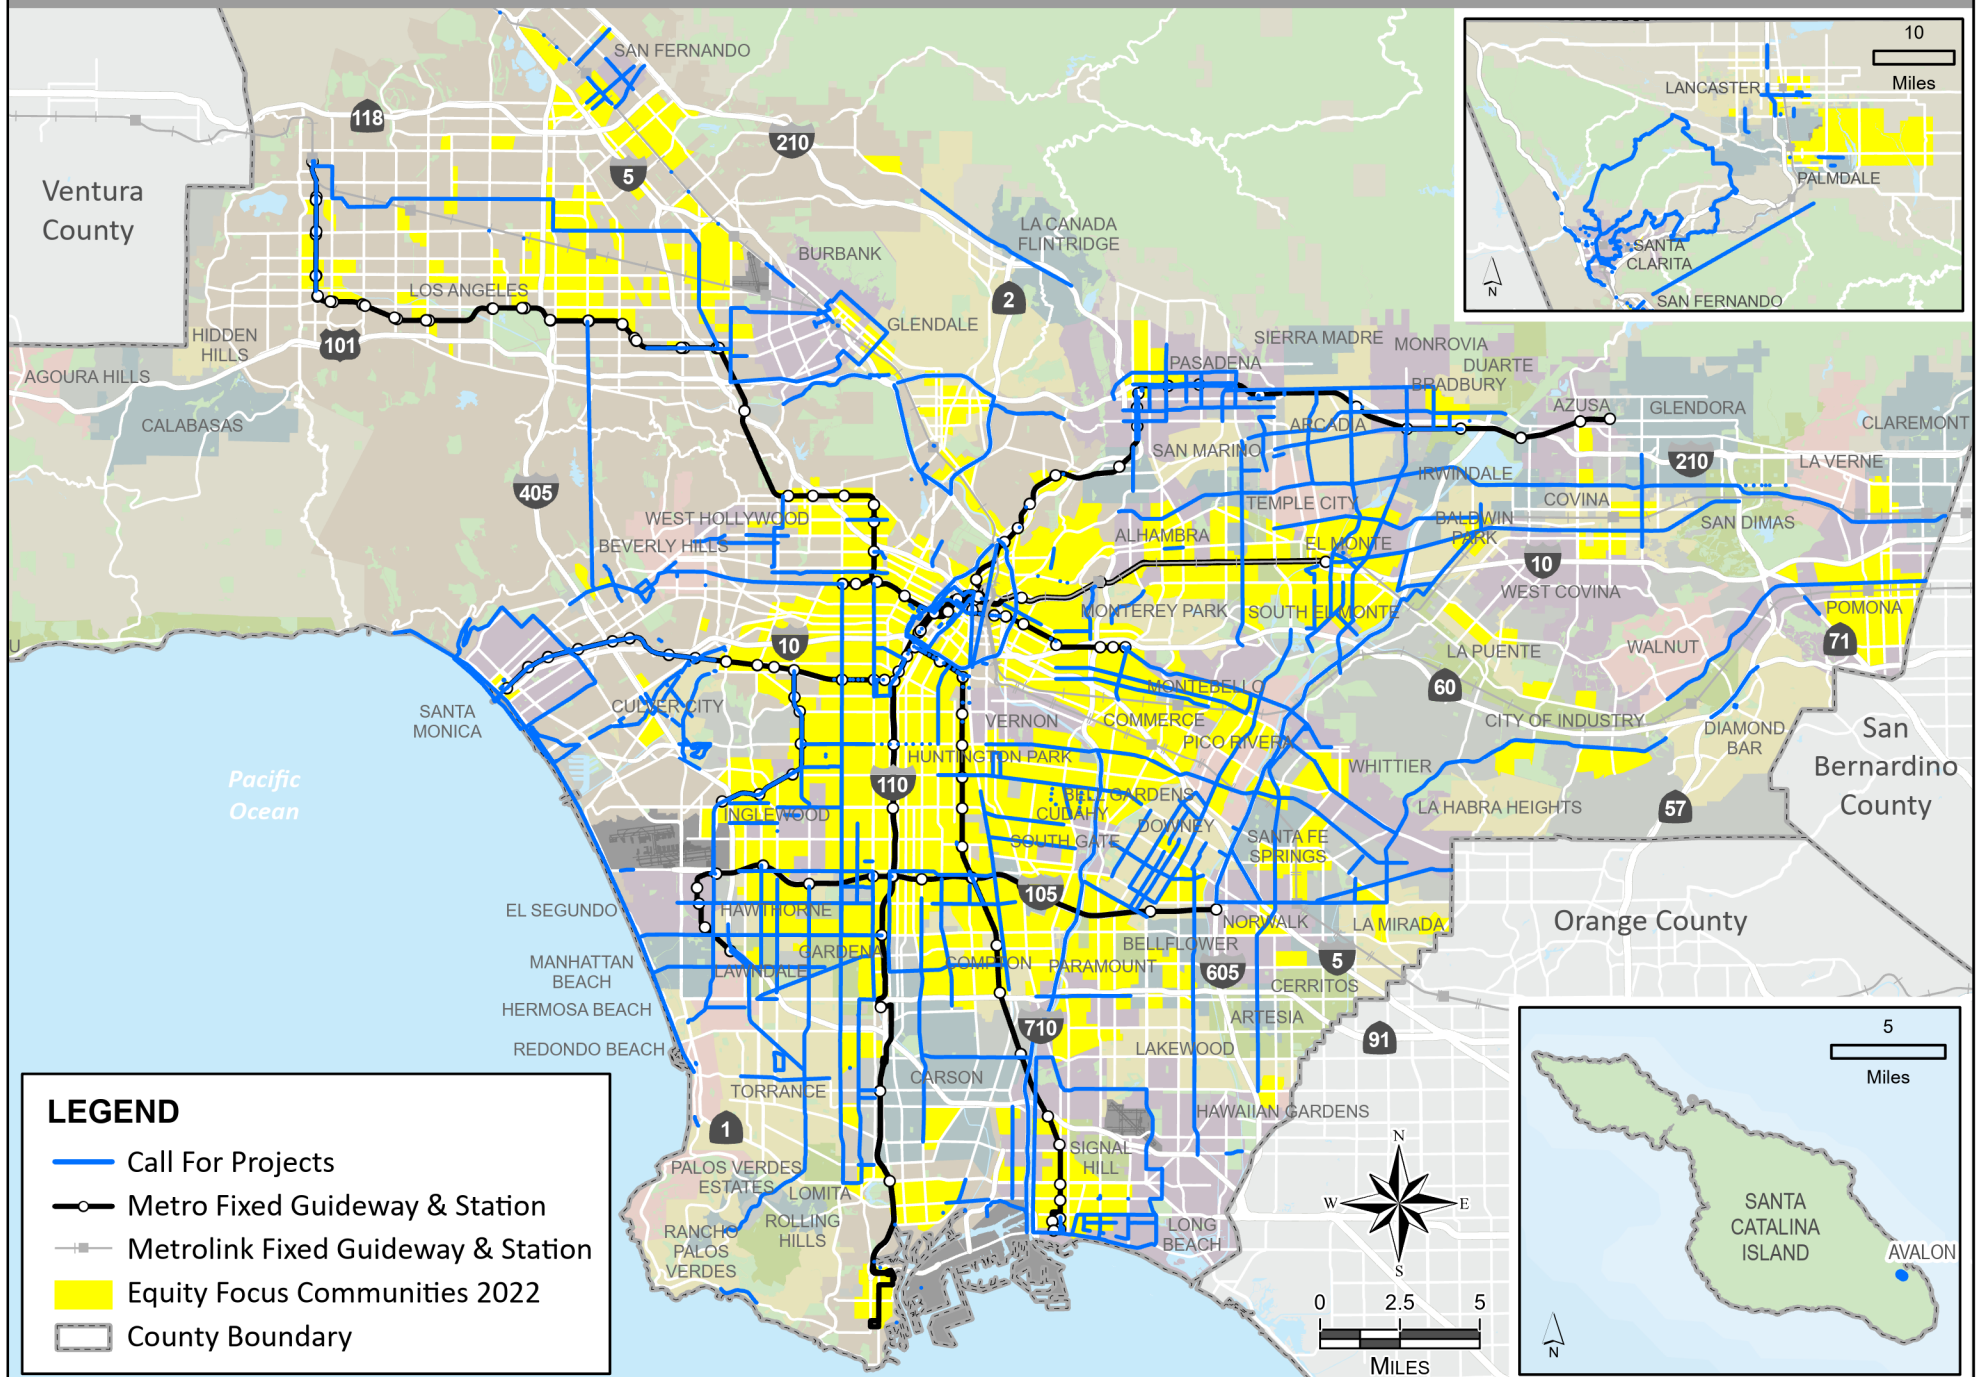 SAN FERNANDO
118
210
5
Ventura
County
LA CANADA
FLINTRIDGE
BURBANK
LOS ANGELES
2
GLENDALE
HIDDEN
HILLS
101
SIERRA MADRE
MONROVIA
PASADENA
DUARTE
BRADBURY
AGOURA HILLS
AZUSA
GLENDORA
CALABASAS
ARCADIA
CLAREMONT
SAN MARINO
210
LA VERNE
IRWINDALE
405
COVINA
TEMPLE CITY
WEST HOLLYWOOD
BALDWIN
PARK
SAN DIMAS
ALHAMBRA
BEVERLY HILLS
EL MONTE
10
WEST COVINA
MONTEREY PARK
SOUTH EL MONTE
POMONA
U
10
71
LA PUENTE
WALNUT
60
MONTEBELLO
CULVER CITY
SANTA
MONICA
VERNON
COMMERCE
CITY OF INDUSTRY
DIAMOND
BAR
San
Bernardino
County
PICO RIVERA
HUNTINGTON PARK
WHITTIER
Pacific
Ocean
110
BELL GARDENS
CUDAHY
LA HABRA HEIGHTS
57
INGLEWOOD
DOWNEY
SOUTH GATE
SANTA FE
SPRINGS
105
EL SEGUNDO
HAWTHORNE
NORWALK
LA MIRADA
Orange County
GARDENA
BELLFLOWER
MANHATTAN
BEACH
LAWNDALE
COMPTON
PARAMOUNT
605
5
CERRITOS
HERMOSA BEACH
ARTESIA
710
91
REDONDO BEACH
LAKEWOOD
CARSON
TORRANCE
HAWAIIAN GARDENS
1
SIGNAL
HILL
PALOS VERDES
ESTATES
LOMITA
RANCHO
PALOS
VERDES
ROLLING
HILLS
LONG
BEACH
N
W
E
S
0
2.5
5
MILES
10
Miles
LANCASTER
PALMDALE
SANTA
CLARITA
SAN FERNANDO
N
5
Miles
SANTA
CATALINA
ISLAND
AVALON
N
LEGEND
Call For Projects
Metro Fixed Guideway & Station
Metrolink Fixed Guideway & Station
Equity Focus Communities 2022
County Boundary